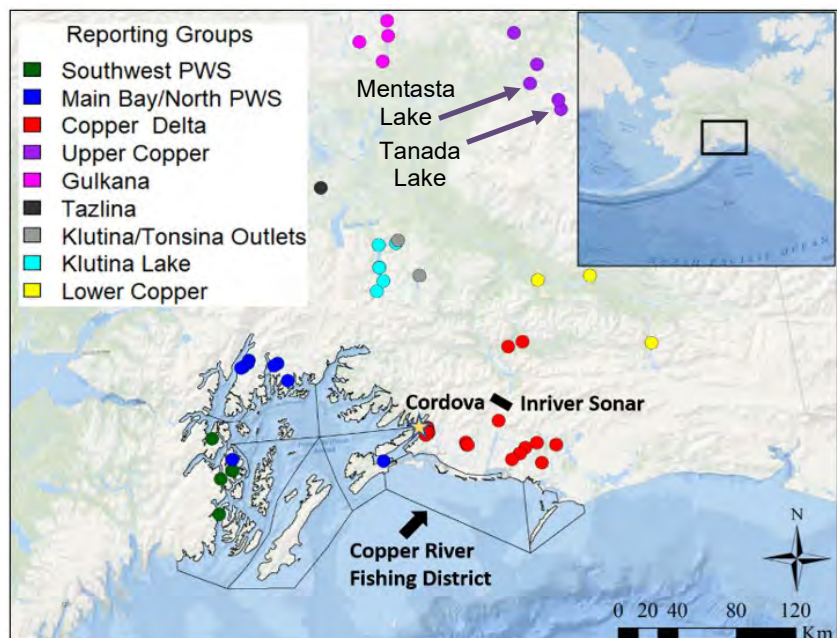 Reporting Groups
Southwest PWS
Main Bay/North PWS
Copper Delta
Upper Copper
Gulkana
Tazlina
Klutina/Tonsina Outlets
Klutina Lake
Lower Copper
Mentasta
Lake
Tanada
Lake
Cordova
Inriver Sonar
Copper River
Fishing District
N
0 20 40 80 120
Km